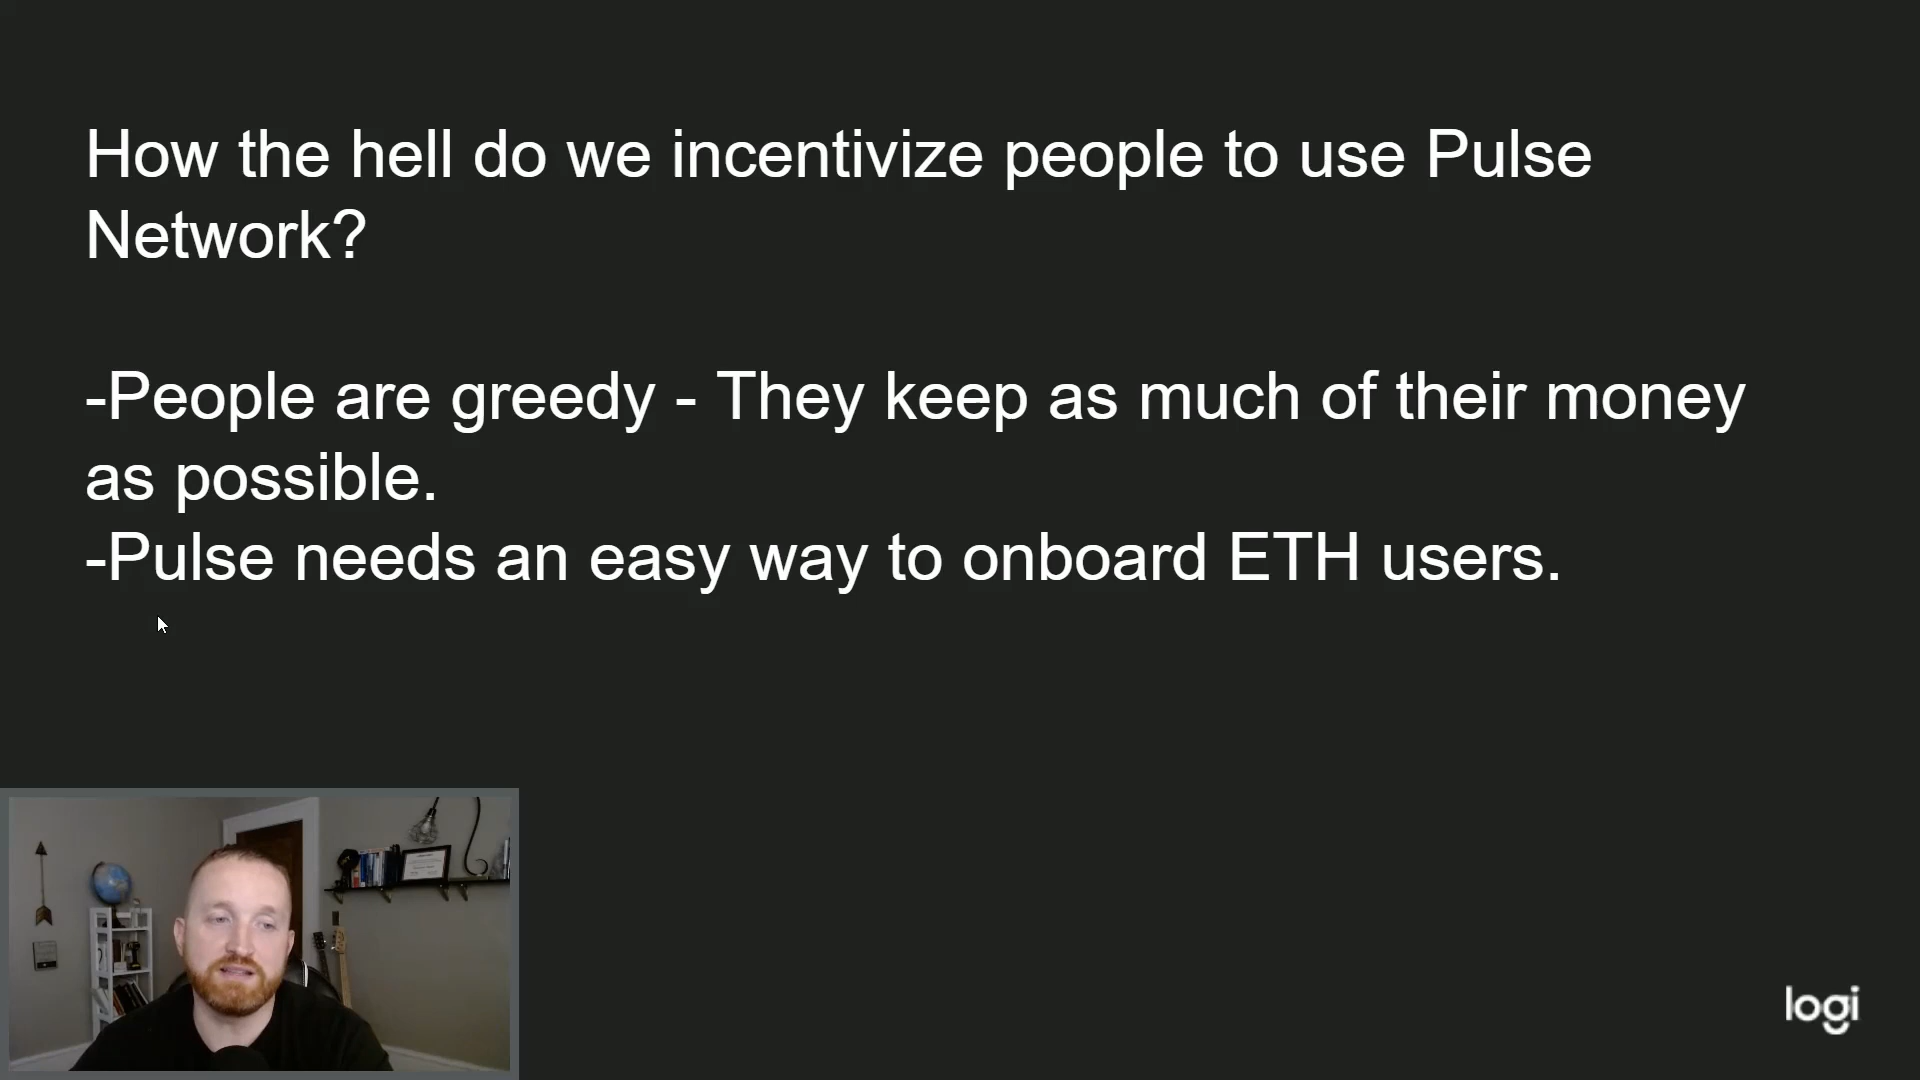 How the hell do we incentivize people to use Pulse
Network?
-People are greedy - They keep as much of their money
as possible.
-Pulse needs an easy way to onboard ETH users.
logi